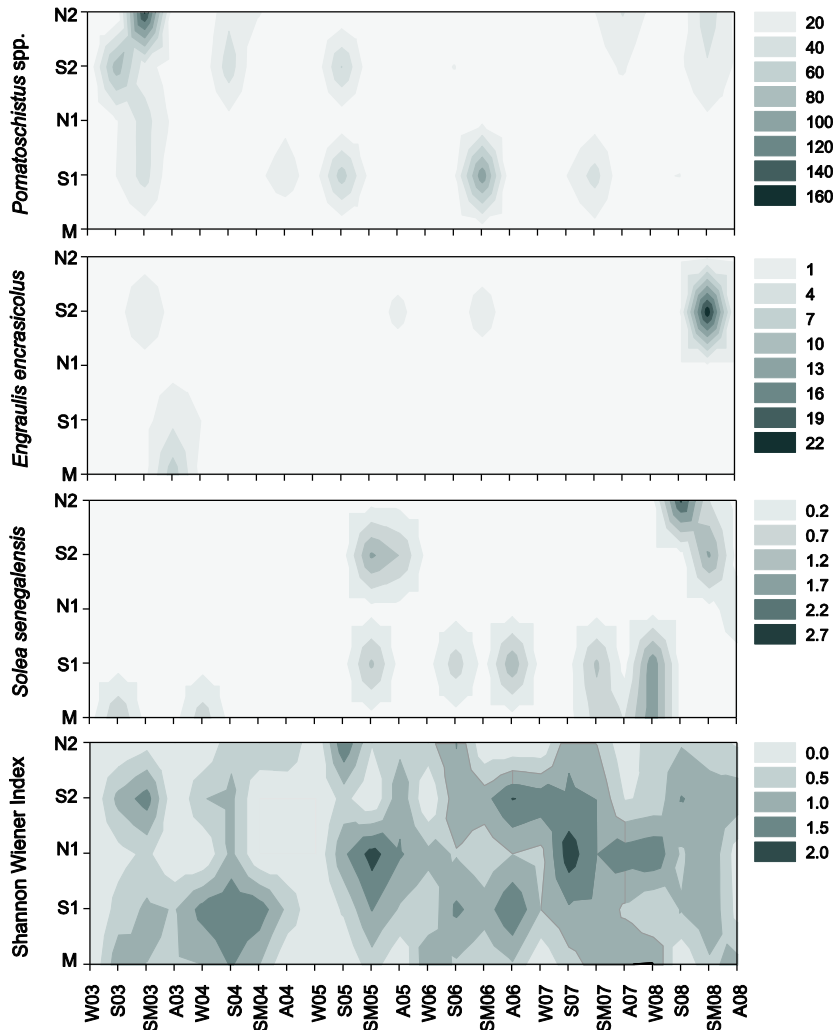 Pomatoschistus spp.
N2
S2
N1
S1
M
20
40
60
80
100
120
140
160
Engraulis encrasicolus
N2
S2
N1
S1
M
1
4
7
10
13
16
19
22
Solea senegalensis
N2
S2
N1
S1
M
0.2
0.7
1.2
1.7
2.2
2.7
Shannon Wiener Index
N2
S2
N1
S1
M
0.0
0.5
1.0
1.5
2.0
W03 S03 SM03 A03 W04 S04 SM04 A04 W05 S05 SM05 A05 W06 S06 SM06 A06 W07 S07 SM07 A07 W08 S08 SM08 A08